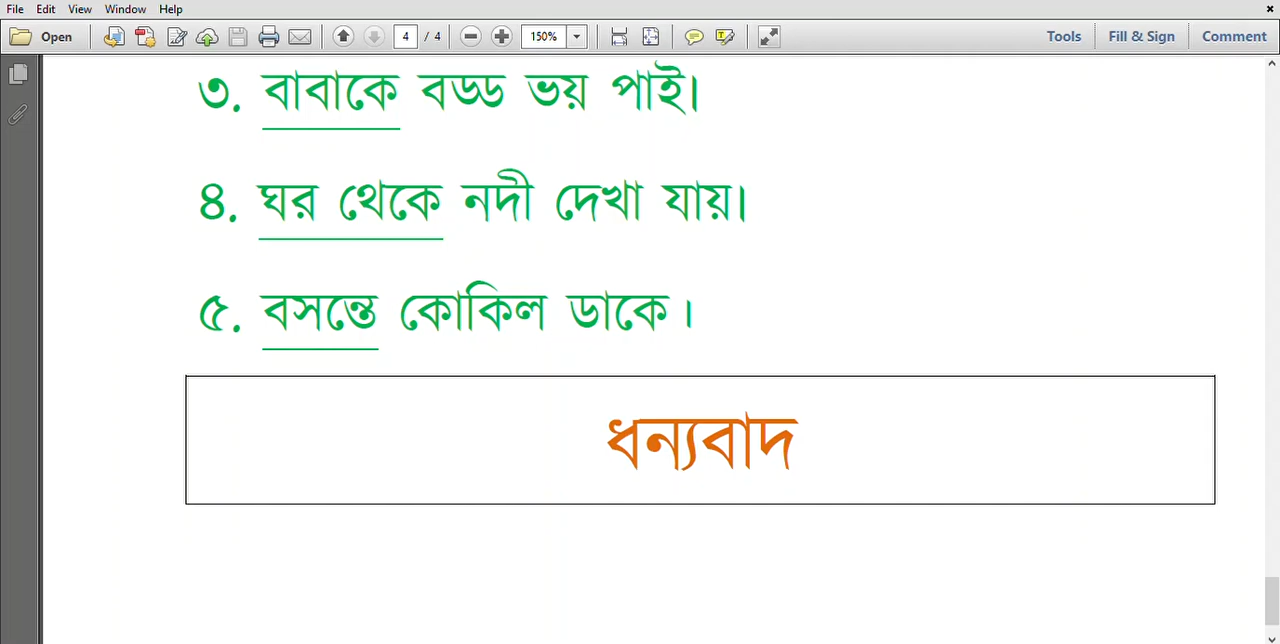 File Edit View Window Help ×
Open 4 / 4 150% Tools Fill & Sign Comment
৩. বাবাকে বড্ড ভয় পাই।
৪. ঘর থেকে নদী দেখা যায়।
৫. বসন্তে কোকিল ডাকে।
ধন্যবাদ